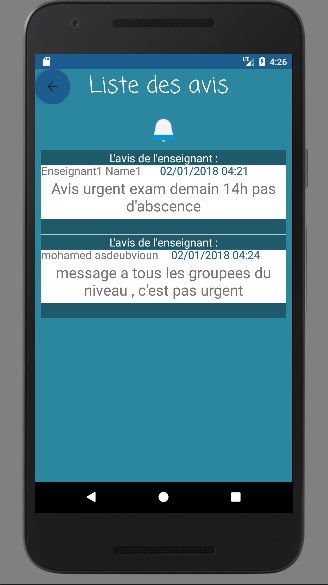 4:26
Liste des avis
L'avis de l'enseignant :
Enseignant1 Name1 02/01/2018 04:21
Avis urgent exam demain 14h pas
d'abscence
L'avis de l'enseignant :
mohamed asdeubvioun 02/01/2018 04:24
message a tous les groupees du
niveau , c'est pas urgent